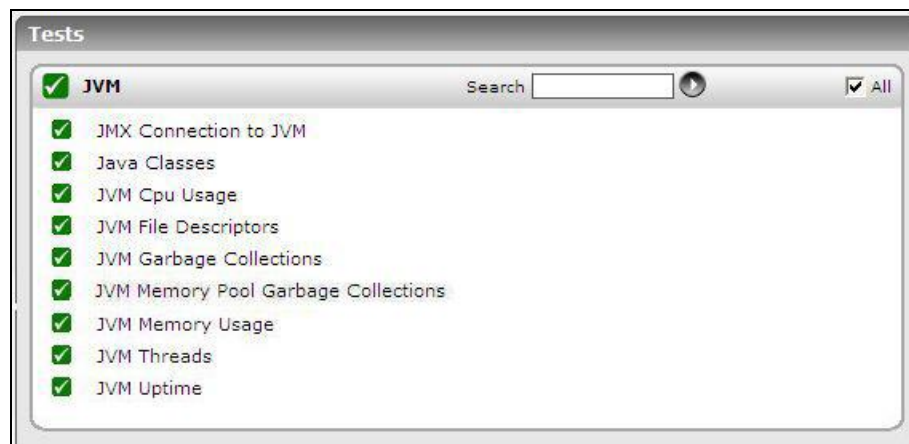 Tests
JVM Search All
JMX Connection to JVM
Java Classes
JVM Cpu Usage
JVM File Descriptors
JVM Garbage Collections
JVM Memory Pool Garbage Collections
JVM Memory Usage
JVM Threads
JVM Uptime